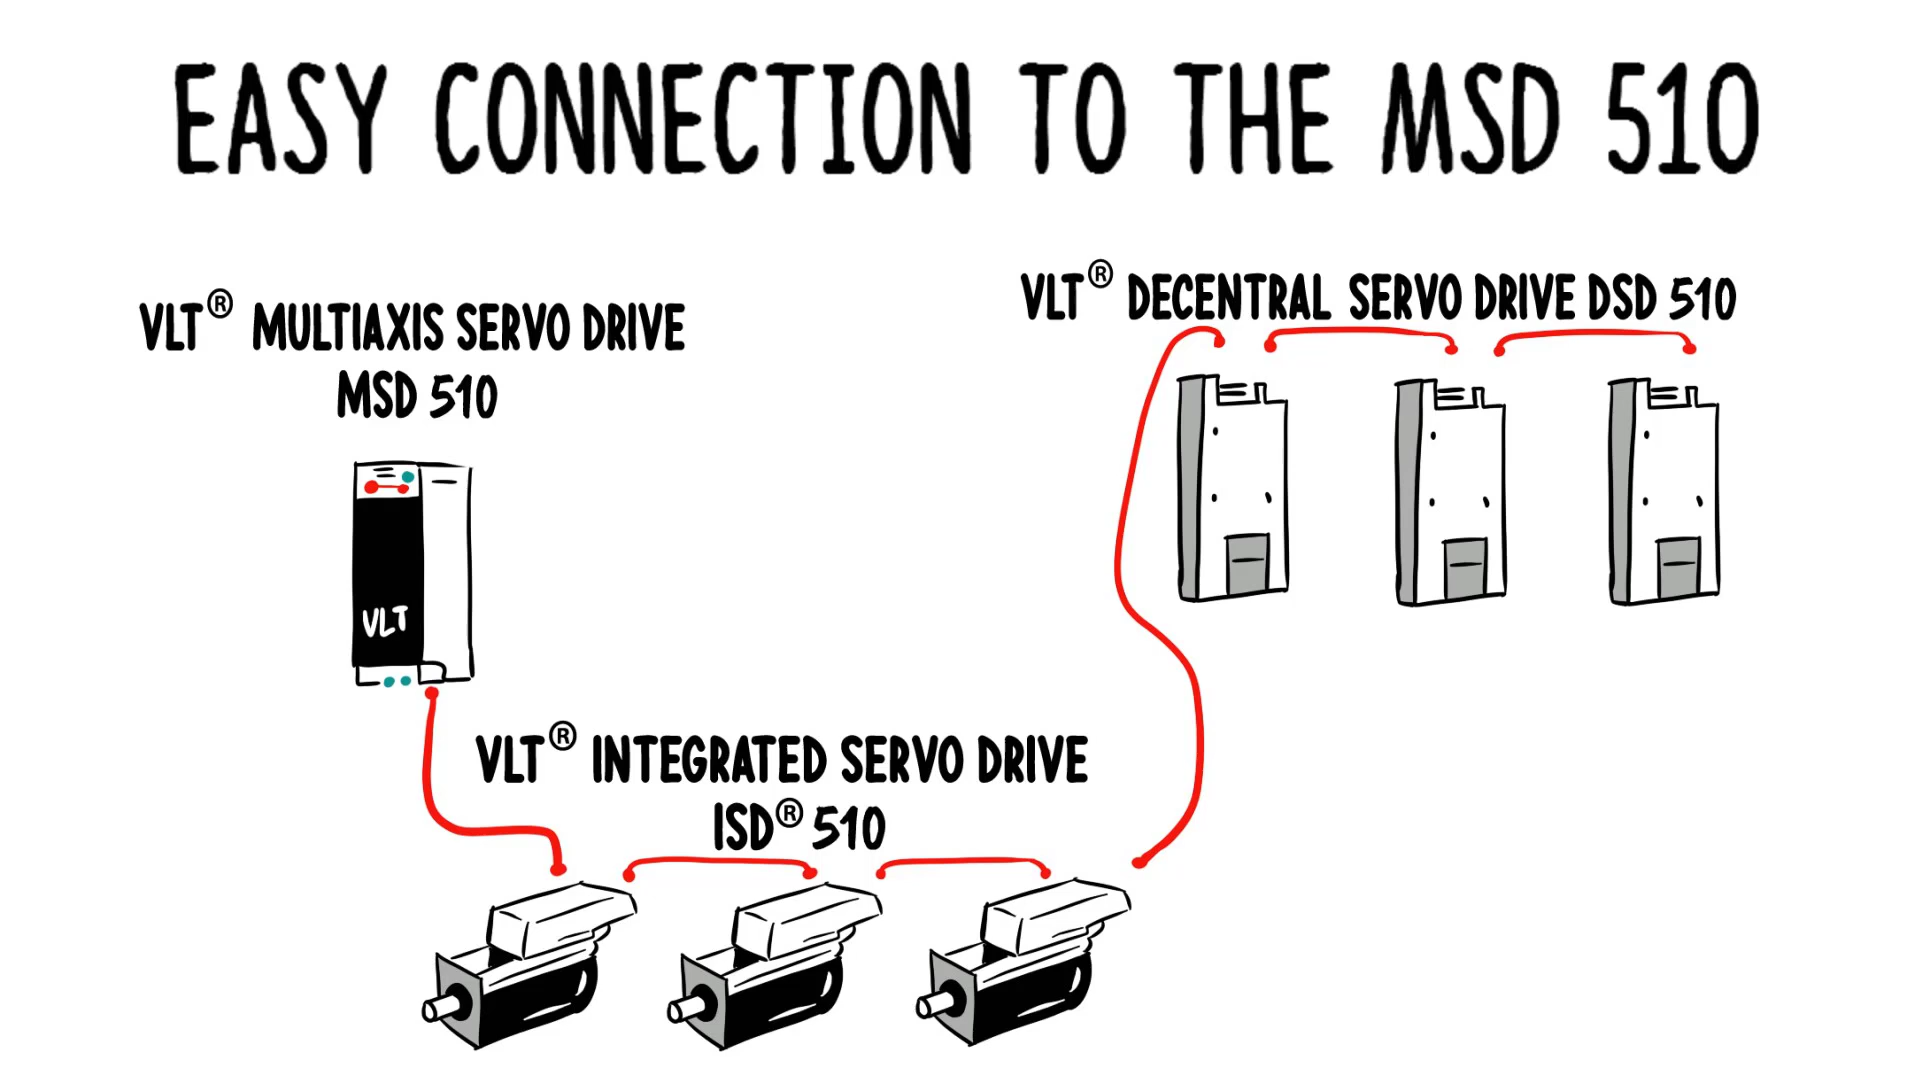 EASY CONNECTION TO THE MSD 510
VLT® MULTIAXIS SERVO DRIVE
MSD 510
VLT® DECENTRAL SERVO DRIVE DSD 510
VLT
VLT® INTEGRATED SERVO DRIVE
ISD® 510